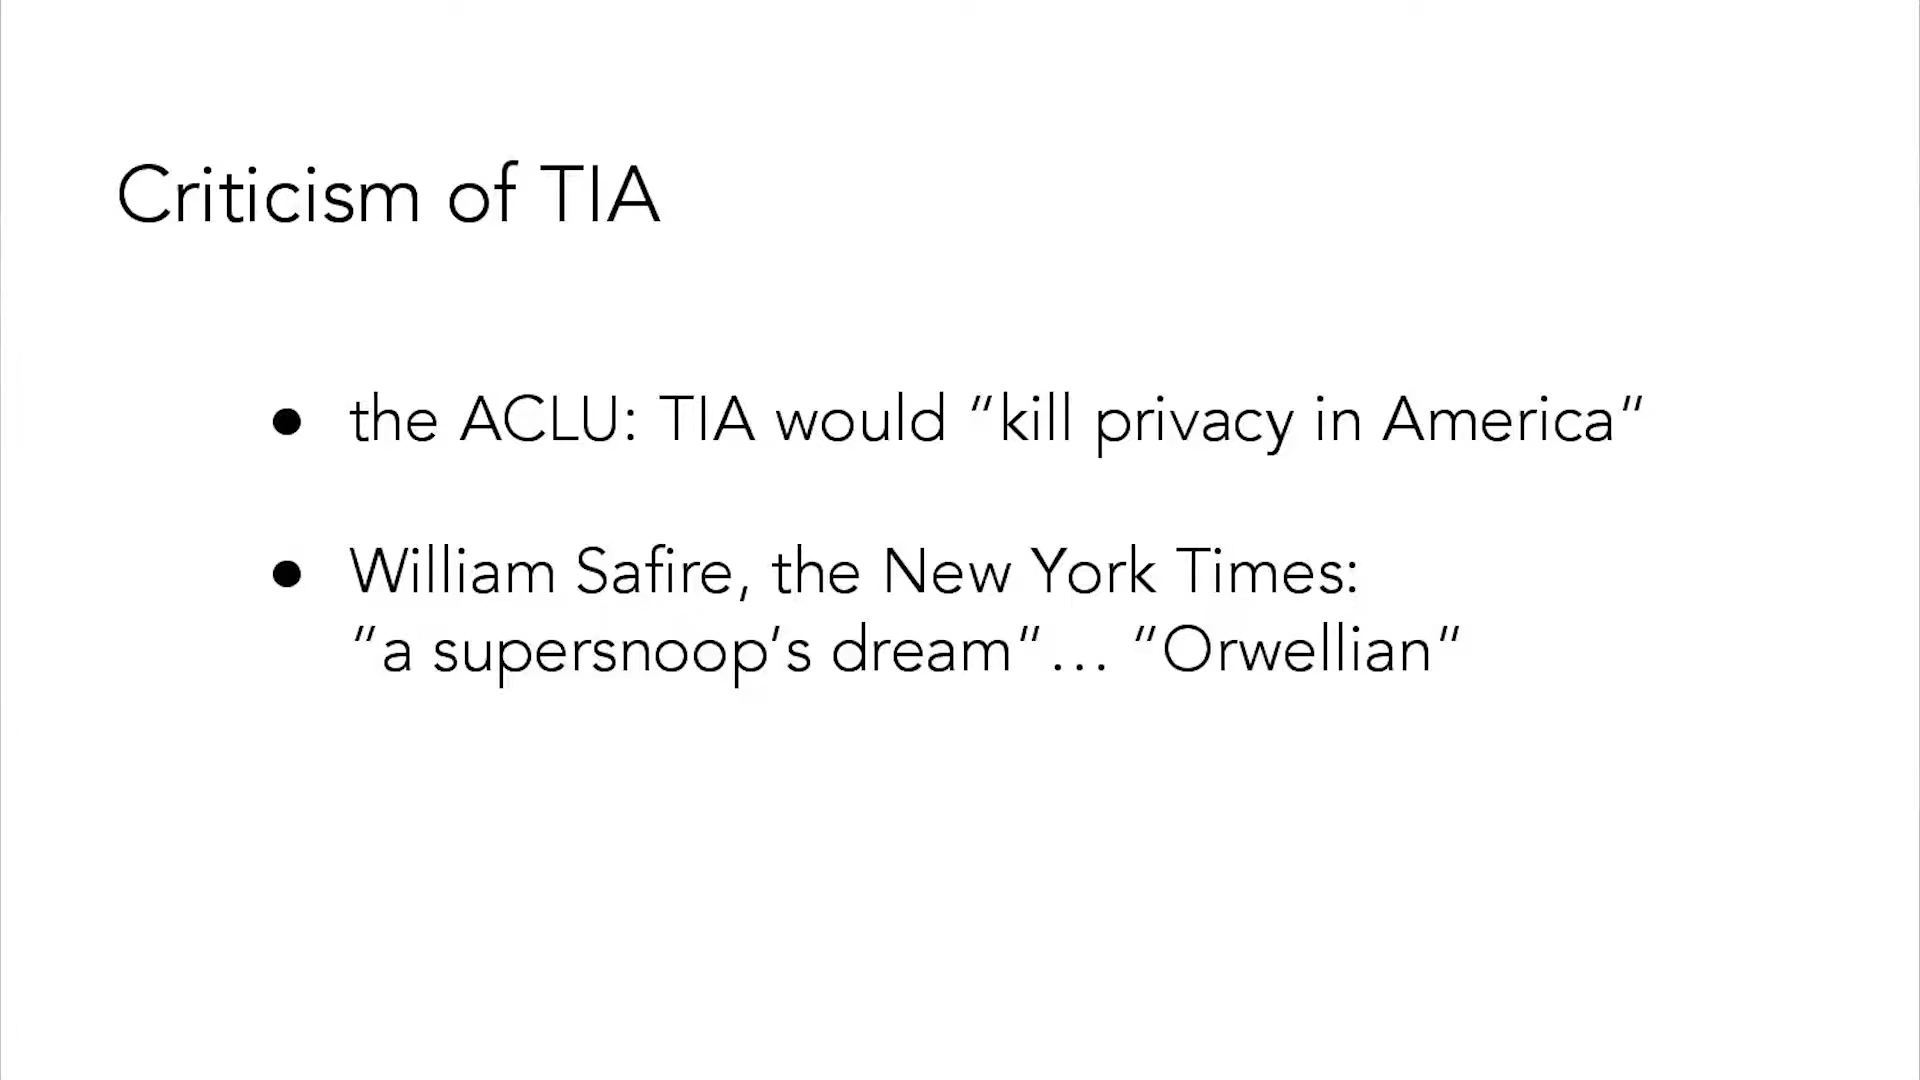 Criticism of TIA
● the ACLU: TIA would “kill privacy in America“
● William Safire, the New York Times:
“a supersnoop’s dream“… “Orwellian“